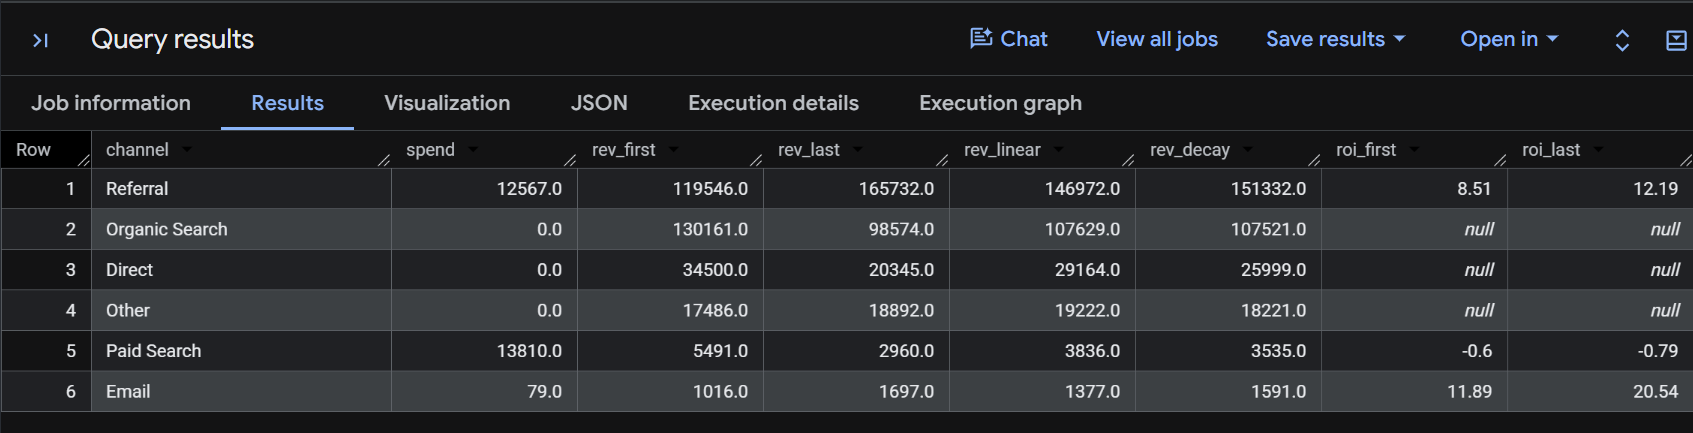 Query results Chat View all jobs Save results Open in
Job information Results Visualization JSON Execution details Execution graph
Row channel spend rev_first rev_last rev_linear rev_decay roi_first roi_last
1 Referral 12567.0 119546.0 165732.0 146972.0 151332.0 8.51 12.19
2 Organic Search 0.0 130161.0 98574.0 107629.0 107521.0 null null
3 Direct 0.0 34500.0 20345.0 29164.0 25999.0 null null
4 Other 0.0 17486.0 18892.0 19222.0 18221.0 null null
5 Paid Search 13810.0 5491.0 2960.0 3836.0 3535.0 -0.6 -0.79
6 Email 79.0 1016.0 1697.0 1377.0 1591.0 11.89 20.54